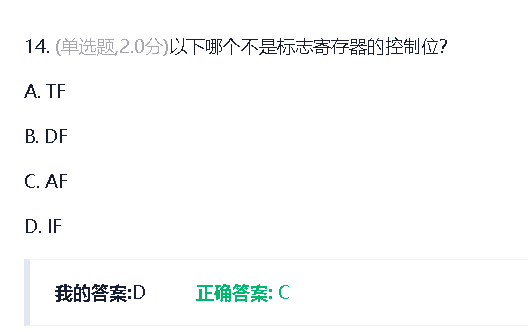 14. (单选题,2.0分)以下哪个不是标志寄存器的控制位?
A. TF
B. DF
C. AF
D. IF
我的答案:D 正确答案: C